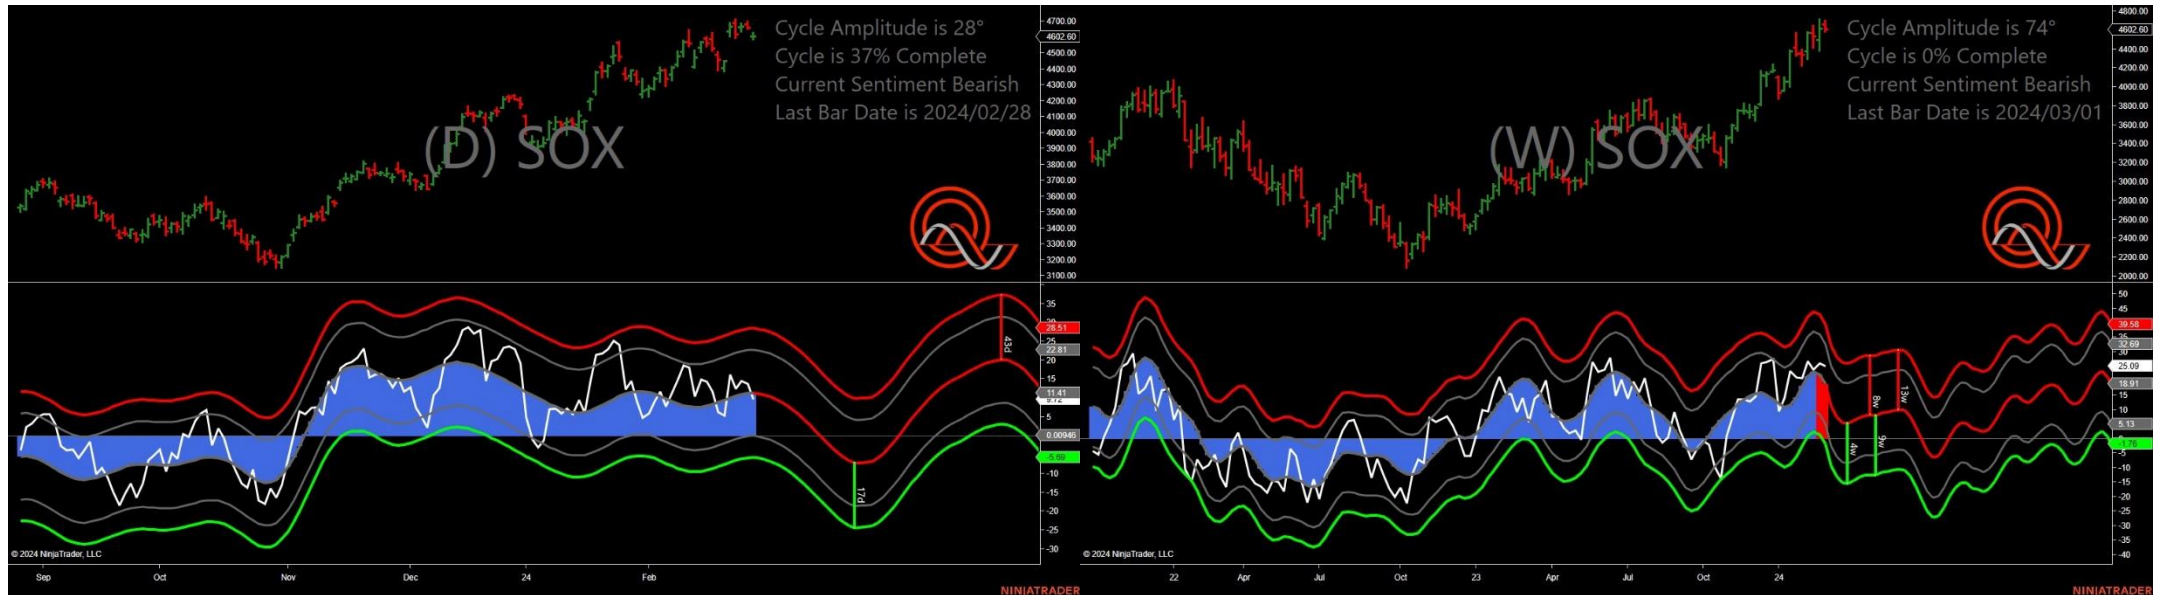 Cycle Amplitude is 28°
Cycle is 37% Complete
Current Sentiment Bearish
Last Bar Date is 2024/02/28
(D) SOX
4700.00
4602.60
4500.00
4400.00
4300.00
4200.00
4100.00
4000.00
3900.00
3800.00
3700.00
3600.00
3500.00
3400.00
3300.00
3200.00
3100.00
35
28.51
22.81
20
15
11.41
9.72
5
0.00946
-5.69
-10
-15
-20
-25
-30
43d
17d
© 2024 NinjaTrader, LLC
Sep
Oct
Nov
Dec
24
Feb
NINJATRADER
Cycle Amplitude is 74°
Cycle is 0% Complete
Current Sentiment Bearish
Last Bar Date is 2024/03/01
(W) SOX
4800.00
4602.60
4400.00
4200.00
4000.00
3800.00
3600.00
3400.00
3200.00
3000.00
2800.00
2600.00
2400.00
2200.00
2000.00
50
45
39.58
32.69
30
25.09
18.91
15
10
5.13
-1.76
-5
-10
-15
-20
-25
-30
-35
-40
4w
8w
9w
13w
© 2024 NinjaTrader, LLC
22
Apr
Jul
Oct
23
Apr
Jul
Oct
24
NINJATRADER